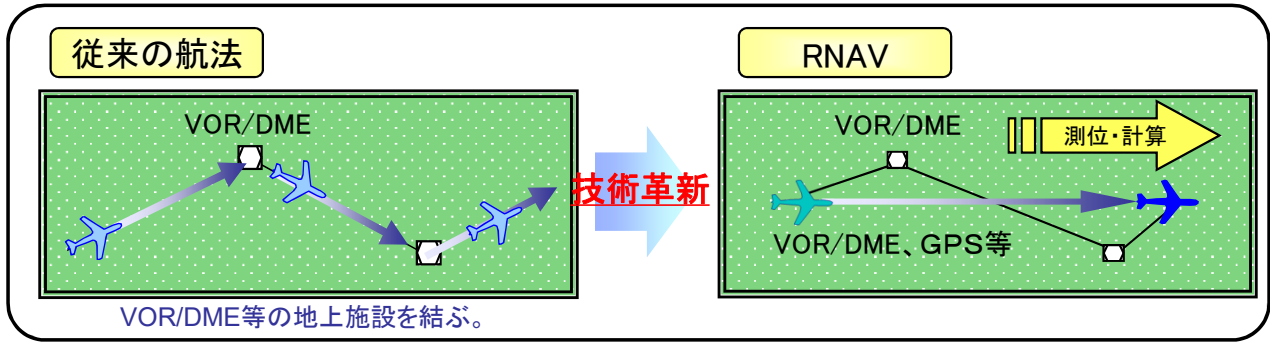 従来の航法
VOR/DME
VOR/DME等の地上施設を結ぶ。
技術革新
RNAV
VOR/DME
測位・計算
VOR/DME、GPS等